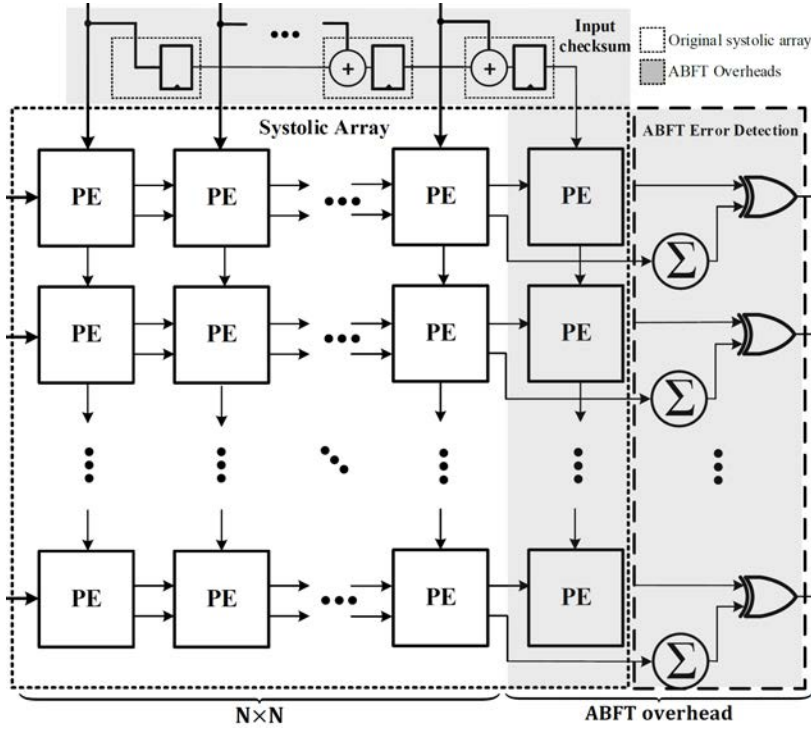 Input
checksum
Original systolic array
ABFT Overheads
Systolic Array
ABFT Error Detection
+
+
PE
PE
PE
PE
Σ
PE
PE
PE
PE
Σ
PE
PE
PE
PE
Σ
N×N
ABFT overhead